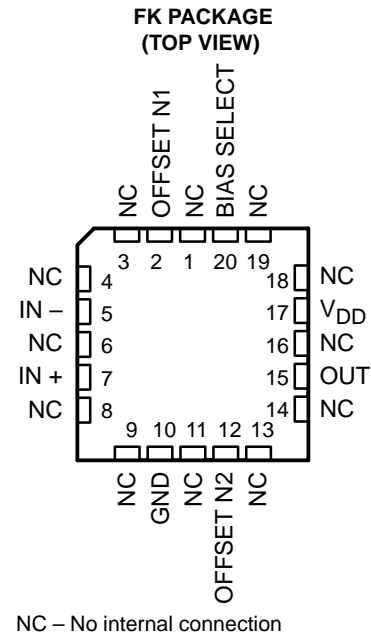 FK PACKAGE
(TOP VIEW)
NC
OFFSET N1
NC
BIAS SELECT
NC
3 2 1 20 19
NC 4
IN – 5
NC 6
IN + 7
NC 8
18 NC
17 VDD
16 NC
15 OUT
14 NC
9 10 11 12 13
NC
GND
NC
OFFSET N2
NC
NC – No internal connection